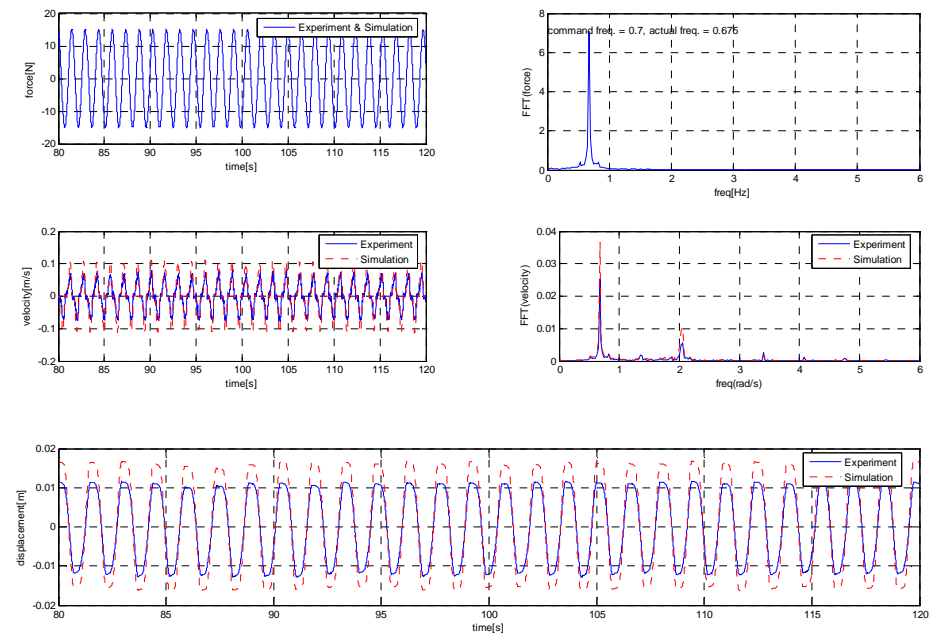 20
10
0
-10
-20
force[N]
Experiment & Simulation
80 85 90 95 100 105 110 115 120
time[s]
8
6
4
2
0
FFT(force)
command freq. = 0.7, actual freq. = 0.675
0 1 2 3 4 5 6
freq[Hz]
0.2
0.1
0
-0.1
-0.2
velocity[m/s]
Experiment
Simulation
80 85 90 95 100 105 110 115 120
time[s]
0.04
0.03
0.02
0.01
0
FFT(velocity)
Experiment
Simulation
0 1 2 3 4 5 6
freq(rad/s)
0.02
0.01
0
-0.01
-0.02
displacement[m]
Experiment
Simulation
80 85 90 95 100 105 110 115 120
time[s]